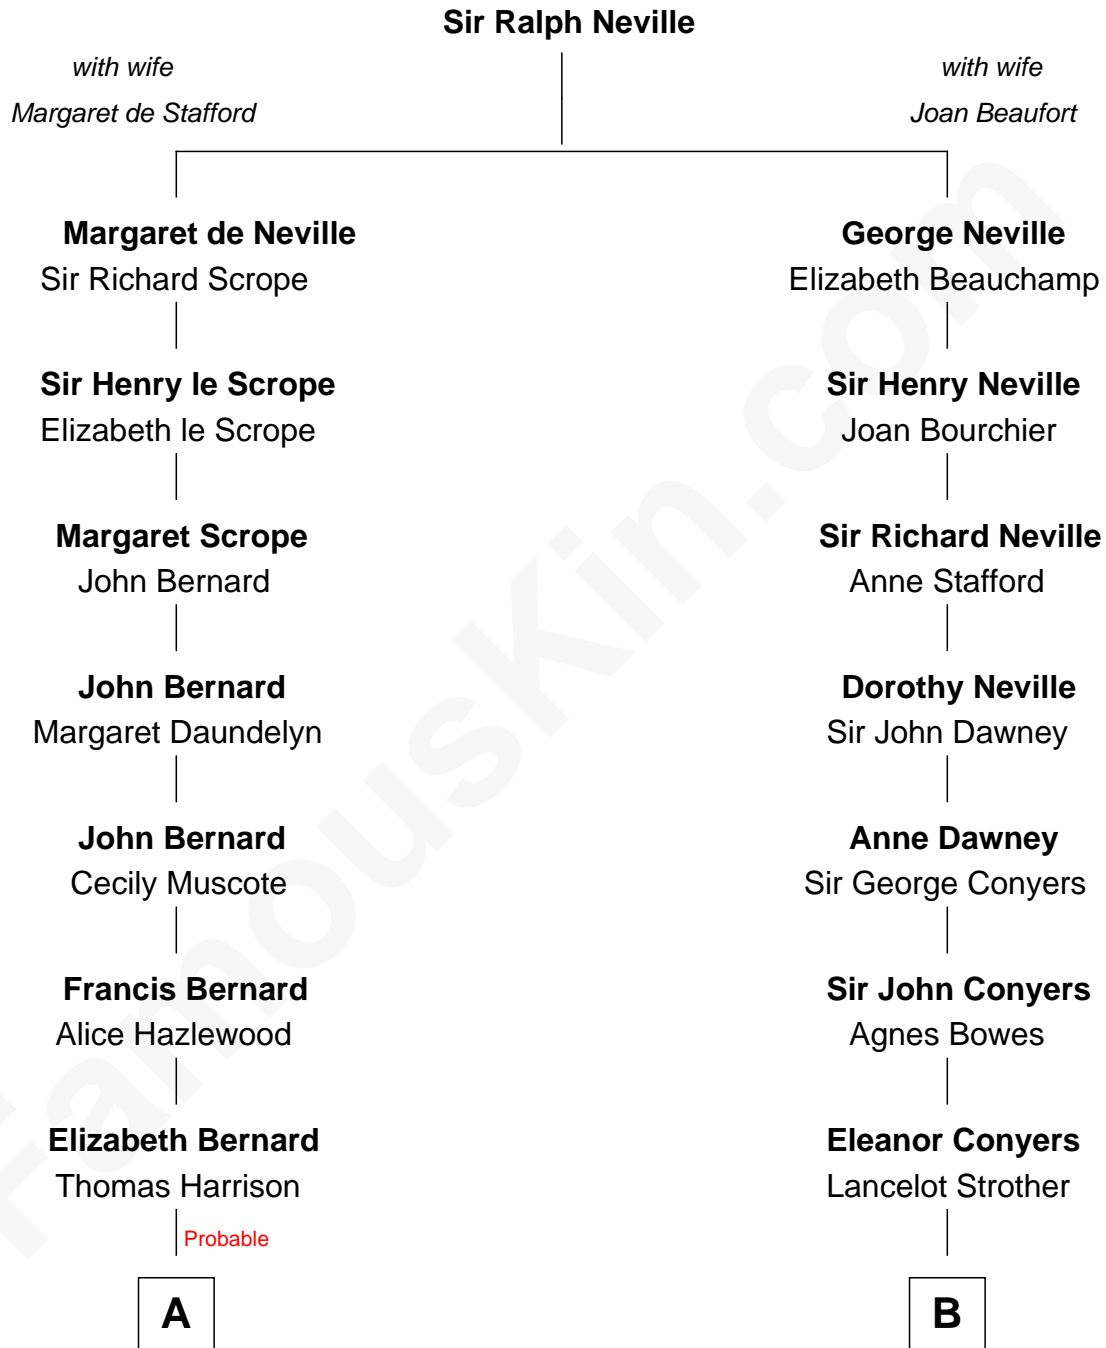 Sir Ralph Neville
with wife
Margaret de Stafford
with wife
Joan Beaufort
Margaret de Neville
Sir Richard Scrope
George Neville
Elizabeth Beauchamp
Sir Henry le Scrope
Elizabeth le Scrope
Sir Henry Neville
Joan Bourchier
Margaret Scrope
John Bernard
Sir Richard Neville
Anne Stafford
John Bernard
Margaret Daundelyn
Dorothy Neville
Sir John Dawney
John Bernard
Cecily Muscote
Anne Dawney
Sir George Conyers
Francis Bernard
Alice Hazlewood
Sir John Conyers
Agnes Bowes
Elizabeth Bernard
Thomas Harrison
Eleanor Conyers
Lancelot Strother
Probable
A
B
FamousKin.com